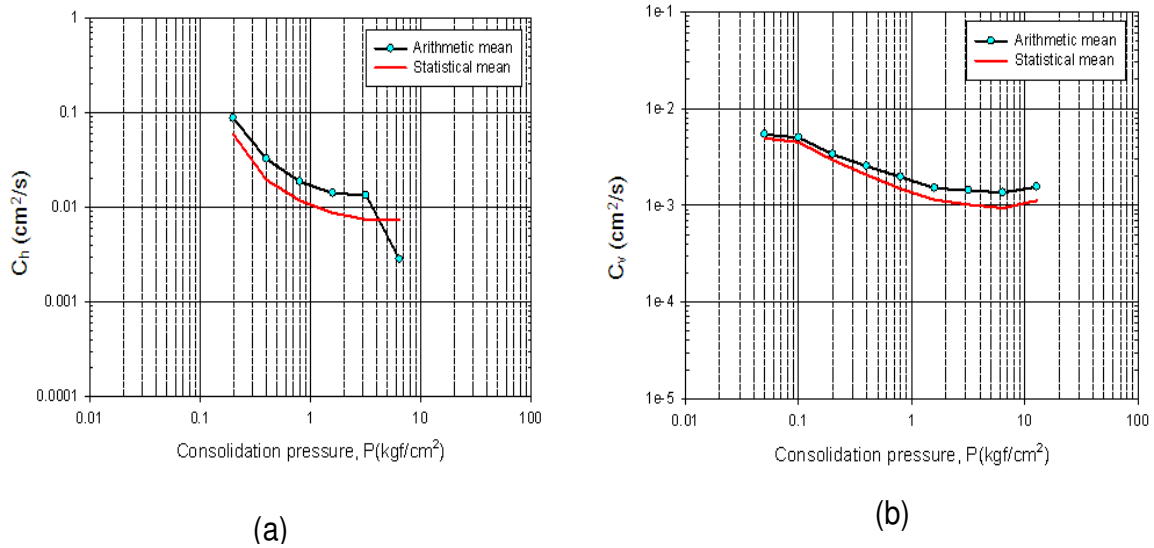 1
0.1
0.01
0.001
0.0001
Cₕ (cm²/s)
Arithmetic mean
Statistical mean
0.01
0.1
1
10
100
Consolidation pressure, P(kgf/cm²)
(a)
1e-1
1e-2
1e-3
1e-4
1e-5
Cᵥ (cm²/s)
Arithmetic mean
Statistical mean
0.01
0.1
1
10
100
Consolidation pressure, P(kgf/cm²)
(b)